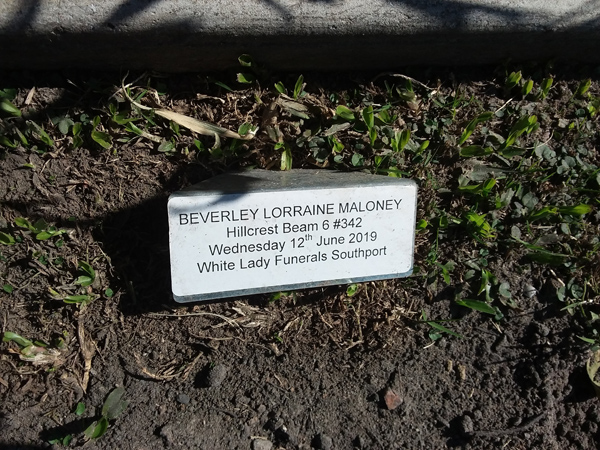 BEVERLEY LORRAINE MALONEY
Hillcrest Beam 6 #342
Wednesday 12th June 2019
White Lady Funerals Southport